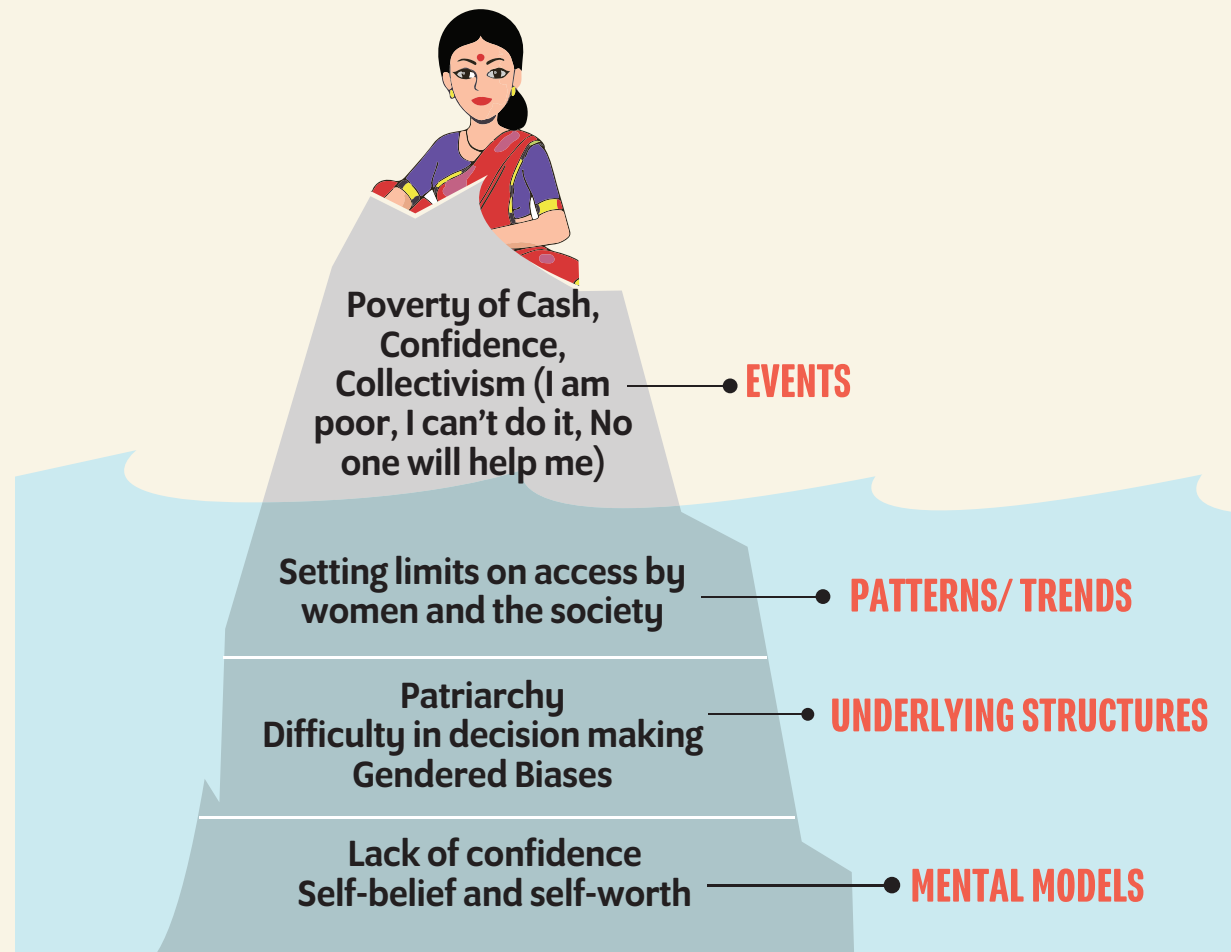 Poverty of Cash,
Confidence,
Collectivism (I am
poor, I can’t do it, No
one will help me)
EVENTS
Setting limits on access by
women and the society
PATTERNS/ TRENDS
Patriarchy
Difficulty in decision making
Gendered Biases
UNDERLYING STRUCTURES
Lack of confidence
Self-belief and self-worth
MENTAL MODELS